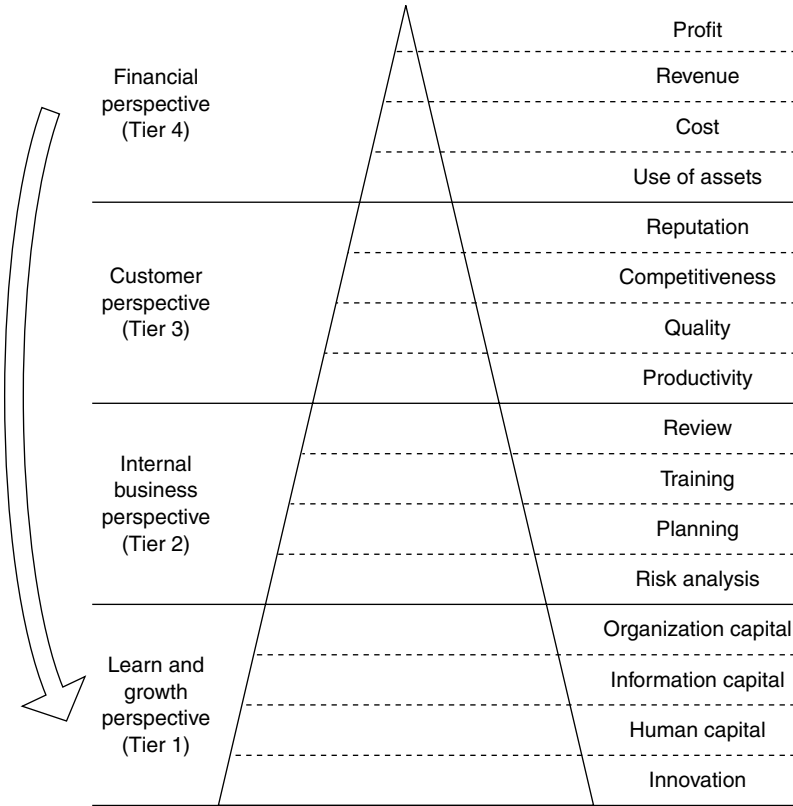 Financial
perspective
(Tier 4)
Profit
Revenue
Cost
Use of assets
Customer
perspective
(Tier 3)
Reputation
Competitiveness
Quality
Productivity
Internal
business
perspective
(Tier 2)
Review
Training
Planning
Risk analysis
Learn and
growth
perspective
(Tier 1)
Organization capital
Information capital
Human capital
Innovation